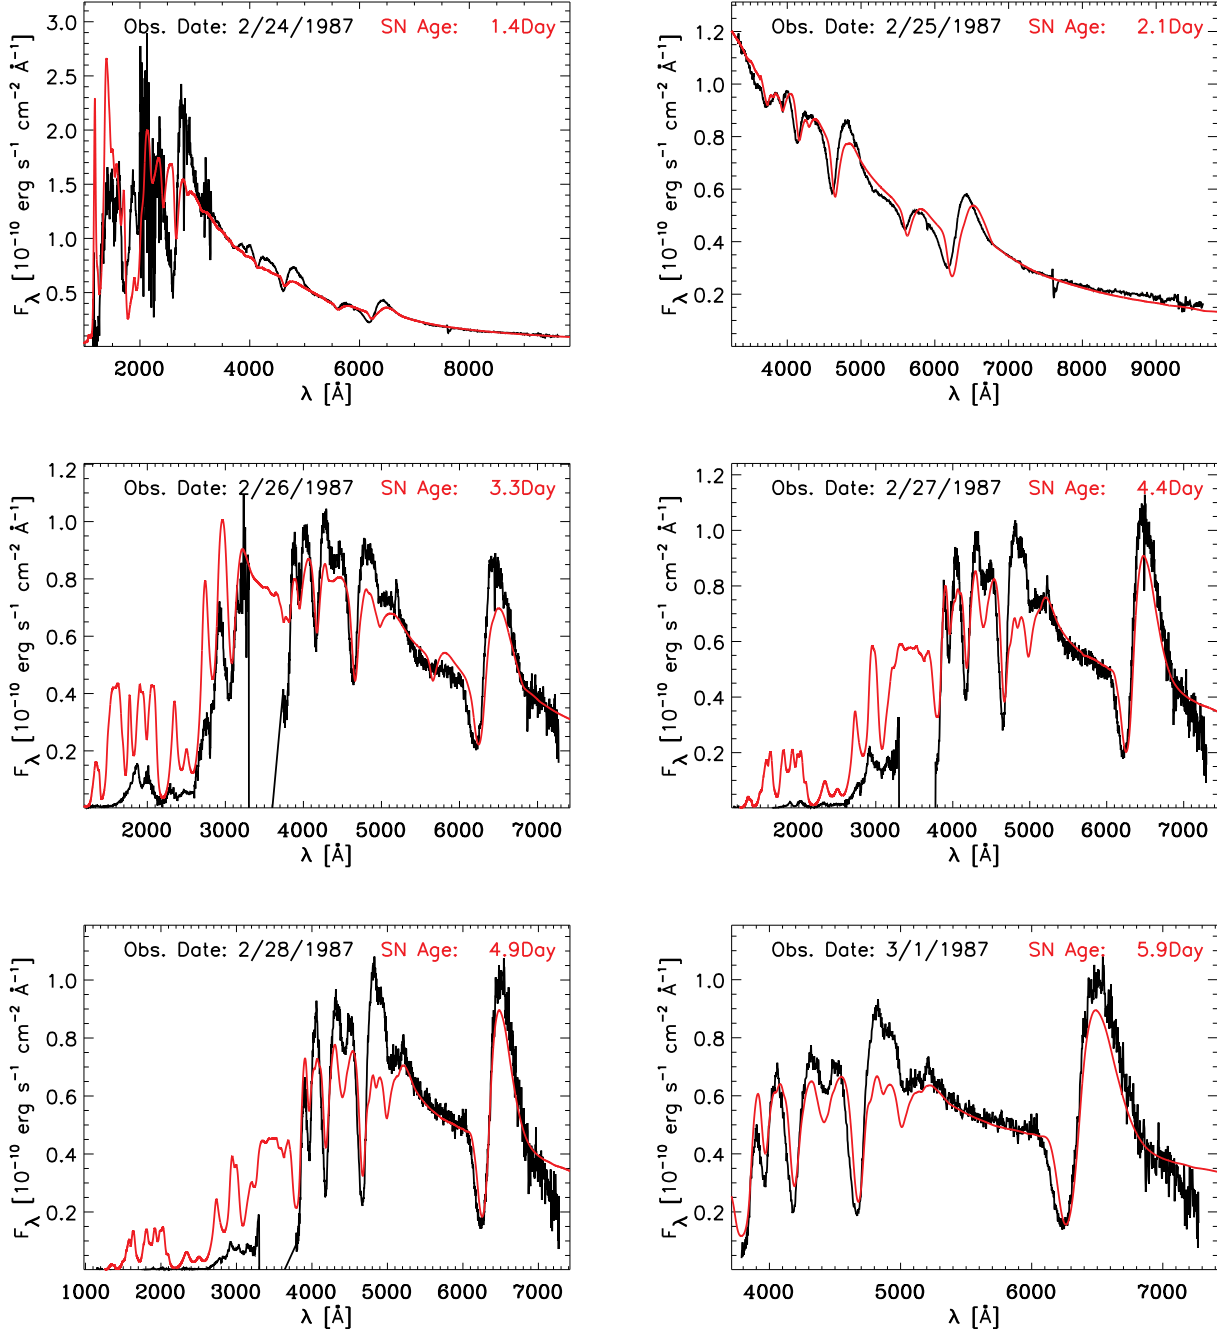 Obs. Date: 2/24/1987 SN Age: 1.4Day
3.0
2.5
2.0
1.5
1.0
0.5
F_λ [10⁻¹⁰ erg s⁻¹ cm⁻² Å⁻¹]
2000 4000 6000 8000
λ [Å]
Obs. Date: 2/25/1987 SN Age: 2.1Day
1.2
1.0
0.8
0.6
0.4
0.2
F_λ [10⁻¹⁰ erg s⁻¹ cm⁻² Å⁻¹]
3000 4000 5000 6000 7000 8000 9000
λ [Å]
Obs. Date: 2/26/1987 SN Age: 3.3Day
1.2
1.0
0.8
0.6
0.4
0.2
F_λ [10⁻¹⁰ erg s⁻¹ cm⁻² Å⁻¹]
2000 3000 4000 5000 6000 7000
λ [Å]
Obs. Date: 2/27/1987 SN Age: 4.4Day
1.2
1.0
0.8
0.6
0.4
0.2
F_λ [10⁻¹⁰ erg s⁻¹ cm⁻² Å⁻¹]
2000 3000 4000 5000 6000 7000
λ [Å]
Obs. Date: 2/28/1987 SN Age: 4.9Day
1.0
0.8
0.6
0.4
0.2
F_λ [10⁻¹⁰ erg s⁻¹ cm⁻² Å⁻¹]
1000 2000 3000 4000 5000 6000 7000
λ [Å]
Obs. Date: 3/1/1987 SN Age: 5.9Day
1.0
0.8
0.6
0.4
0.2
F_λ [10⁻¹⁰ erg s⁻¹ cm⁻² Å⁻¹]
4000 5000 6000 7000
λ [Å]